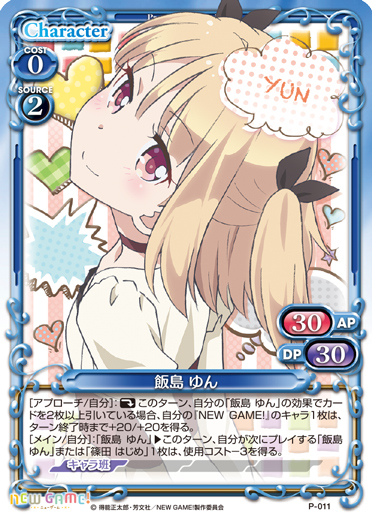 Character
COST
0
SOURCE
2
YUN
30 AP
DP 30
飯島 ゆん
[アプローチ/自分]:このターン、自分の「飯島 ゆん」の効果でカー
ドを2枚以上引いている場合、自分の「NEW GAME!」のキャラ1枚は、
ターン終了時まで+20/+20を得る。
[メイン/自分]:「飯島 ゆん」▶このターン、自分が次にプレイする「飯島
ゆん」または「篠田 はじめ」1枚は、使用コスト-3を得る。
キャラ班
NEW GAME!
ニューゲーム!
© 得能正太郎・芳文社/NEW GAME!製作委員会
P-011